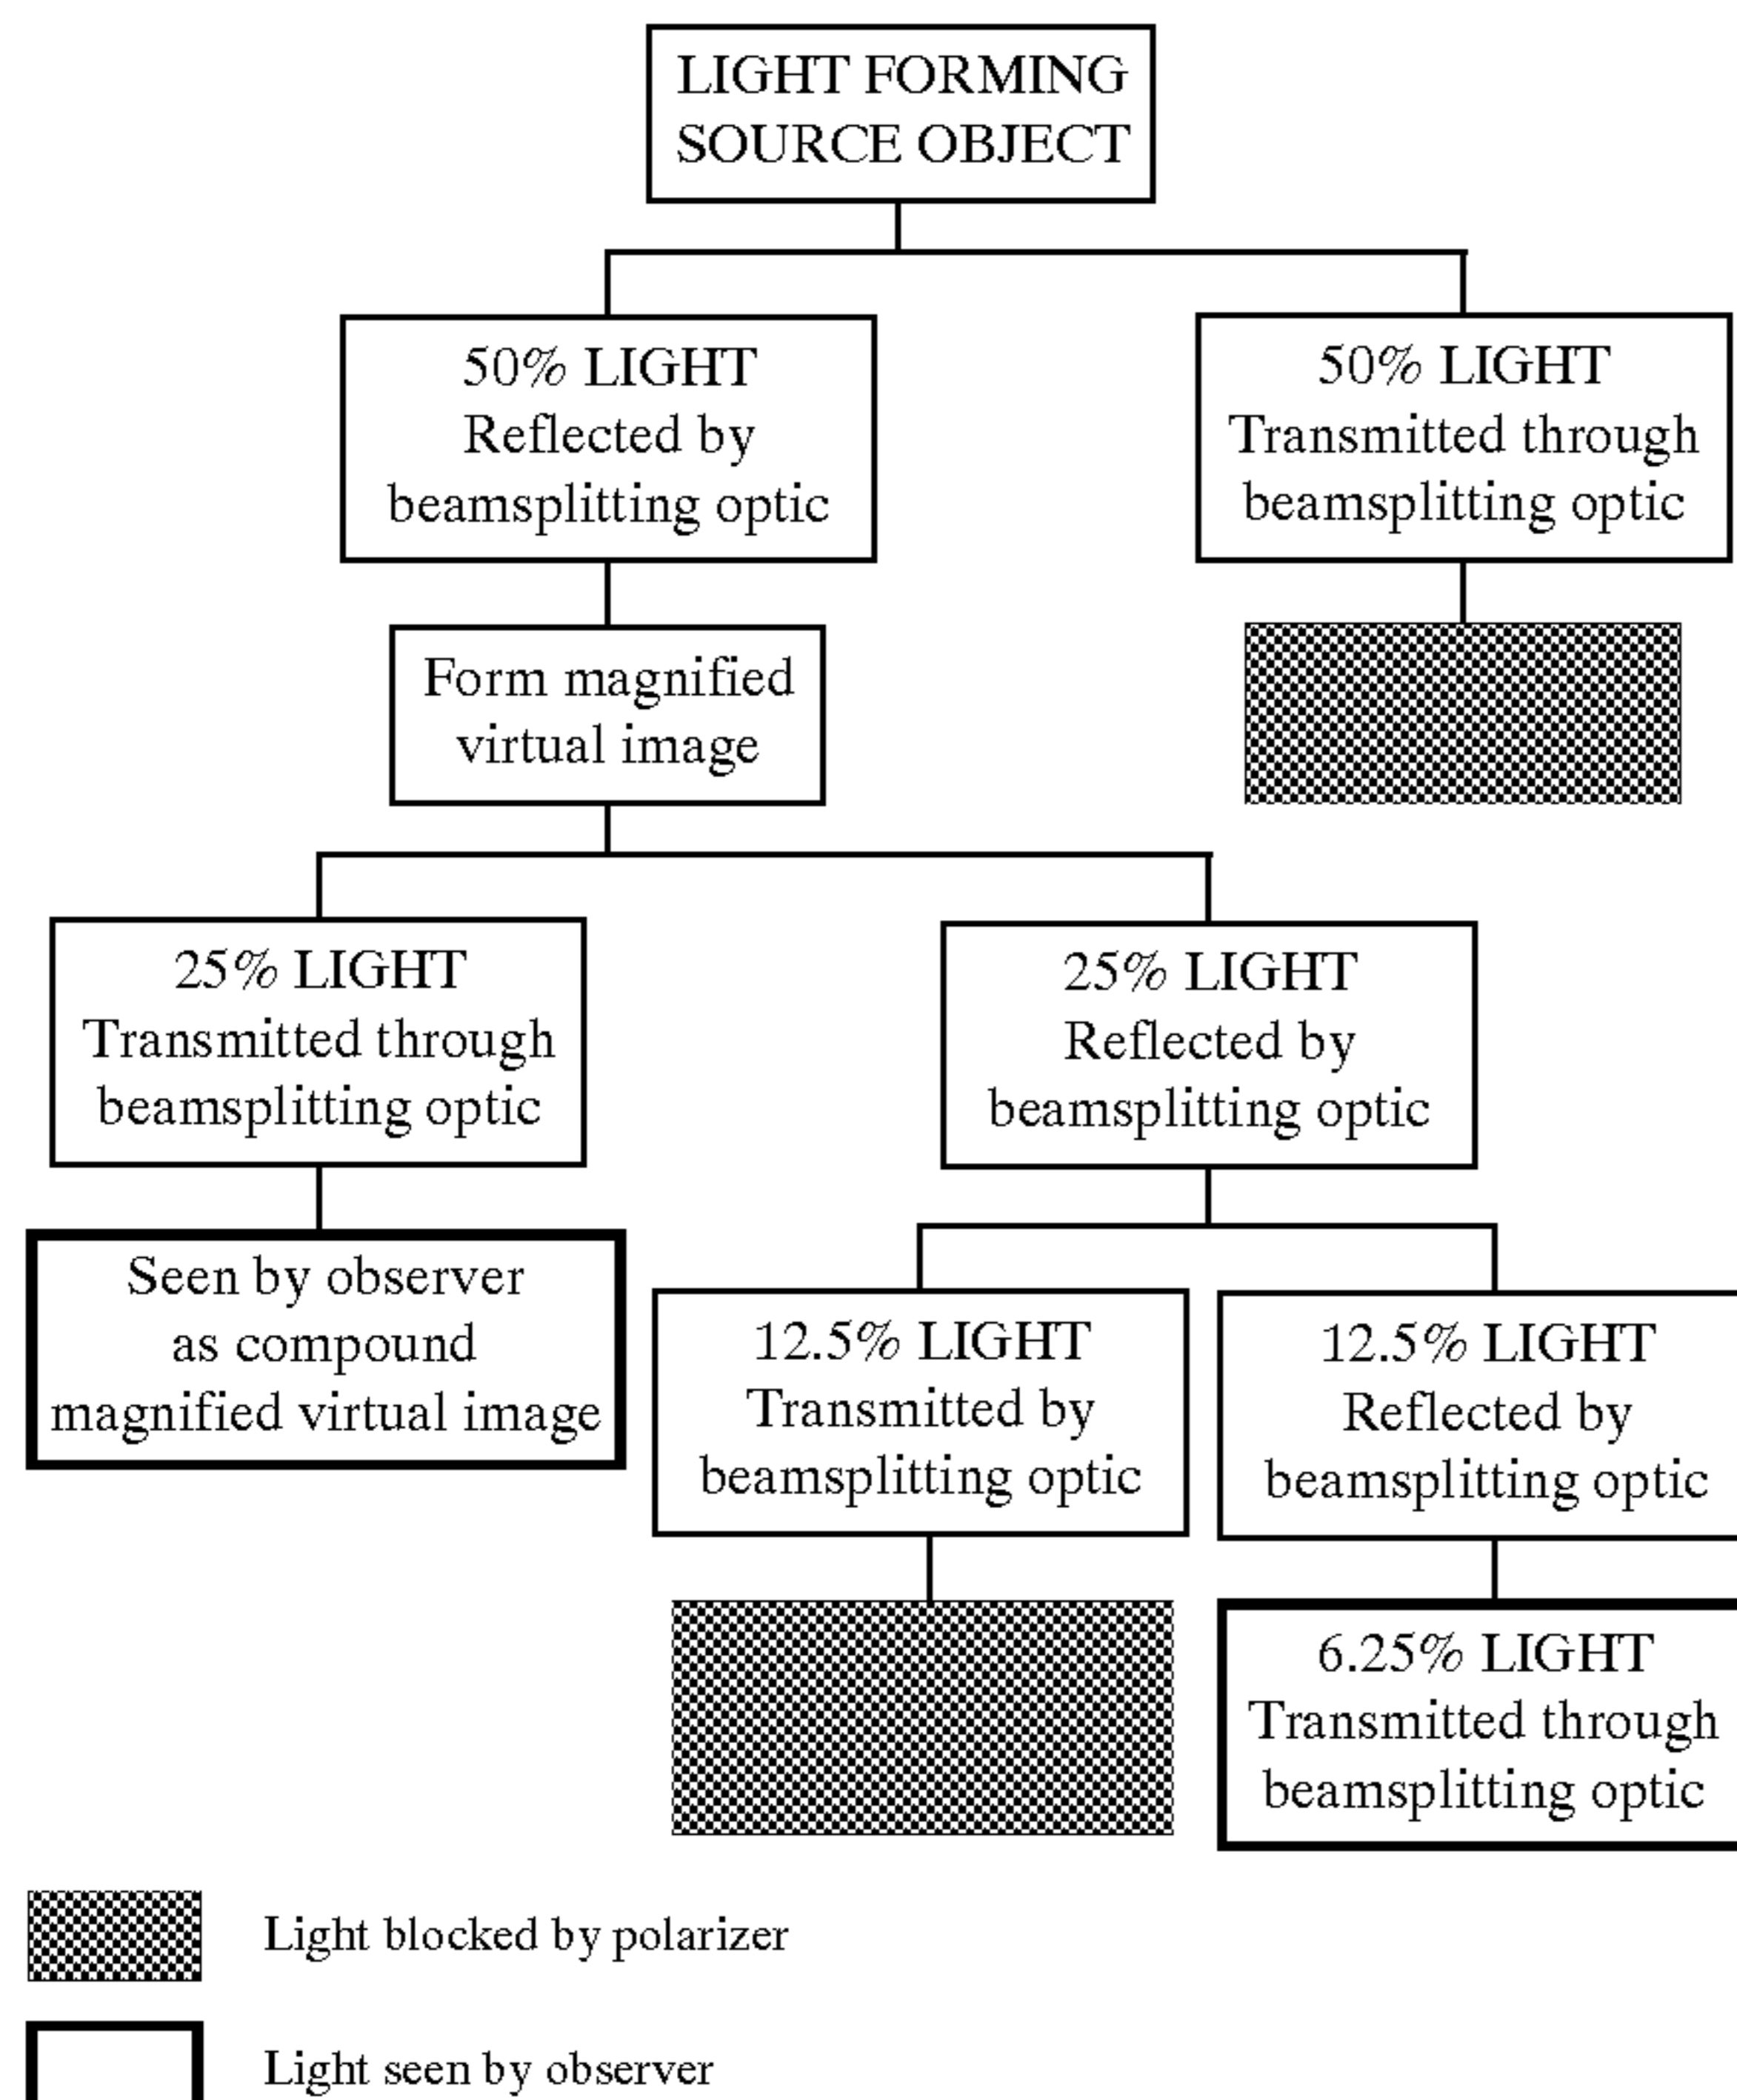 LIGHT FORMING
SOURCE OBJECT
50% LIGHT
Reflected by
beamsplitting optic
50% LIGHT
Transmitted through
beamsplitting optic
Form magnified
virtual image
25% LIGHT
Transmitted through
beamsplitting optic
25% LIGHT
Reflected by
beamsplitting optic
Seen by observer
as compound
magnified virtual image
12.5% LIGHT
Transmitted by
beamsplitting optic
12.5% LIGHT
Reflected by
beamsplitting optic
6.25% LIGHT
Transmitted through
beamsplitting optic
Light blocked by polarizer
Light seen by observer